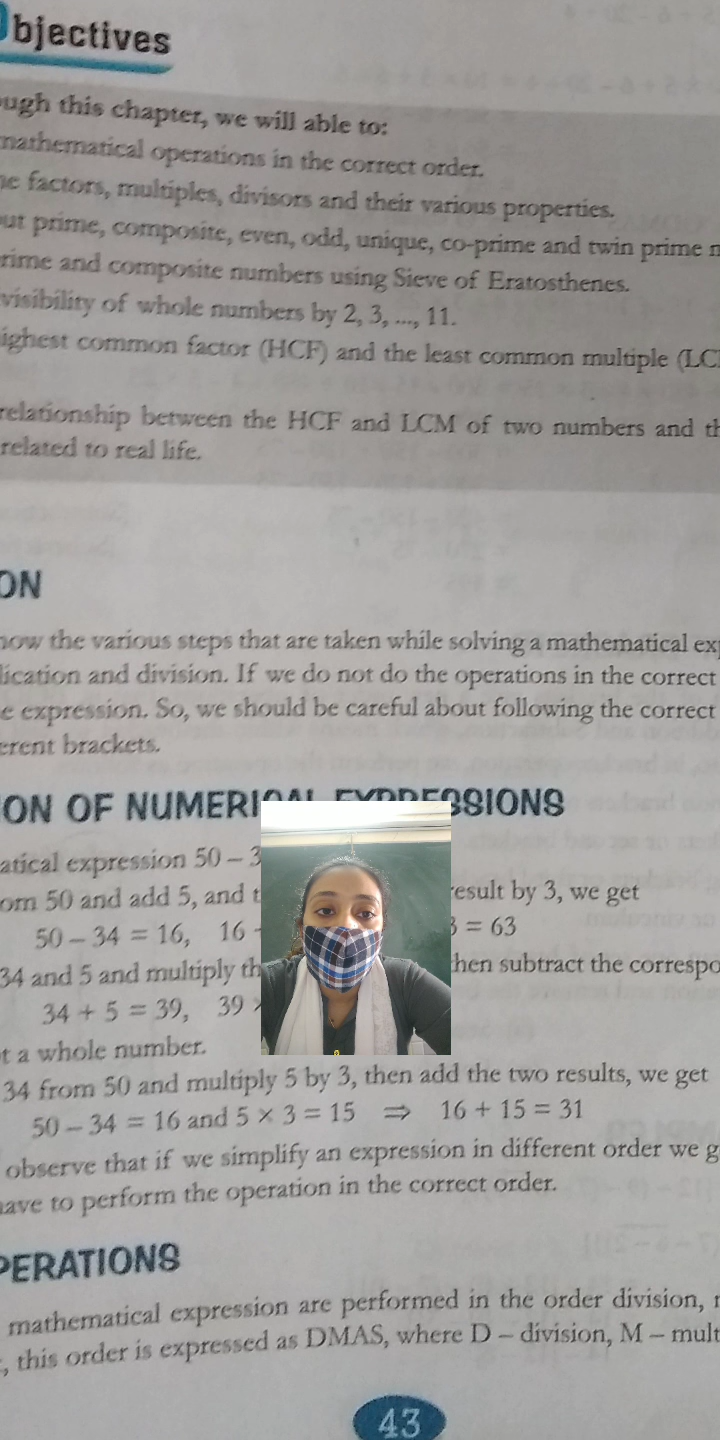 Objectives
ugh this chapter, we will able to:
mathematical operations in the correct order.
factors, multiples, divisors and their various properties.
prime, composite, even, odd, unique, co-prime and twin prime
rime and composite numbers using Sieve of Eratosthenes.
visibility of whole numbers by 2, 3, ..., 11.
ighest common factor (HCF) and the least common multiple (LC
relationship between the HCF and LCM of two numbers and th
related to real life.
ON
now the various steps that are taken while solving a mathematical ex
lication and division. If we do not do the operations in the correct
e expression. So, we should be careful about following the correct
erent brackets.
ON OF NUMERICAL EXPRESSIONS
atical expression 50 – 3
om 50 and add 5, and t esult by 3, we get
50 – 34 = 16, 16 3 = 63
34 and 5 and multiply th hen subtract the correspo
34 + 5 = 39, 39 ×
t a whole number.
34 from 50 and multiply 5 by 3, then add the two results, we get
50 – 34 = 16 and 5 × 3 = 15 ⇒ 16 + 15 = 31
observe that if we simplify an expression in different order we g
ave to perform the operation in the correct order.
PERATIONS
mathematical expression are performed in the order division,
, this order is expressed as DMAS, where D – division, M – mult
43